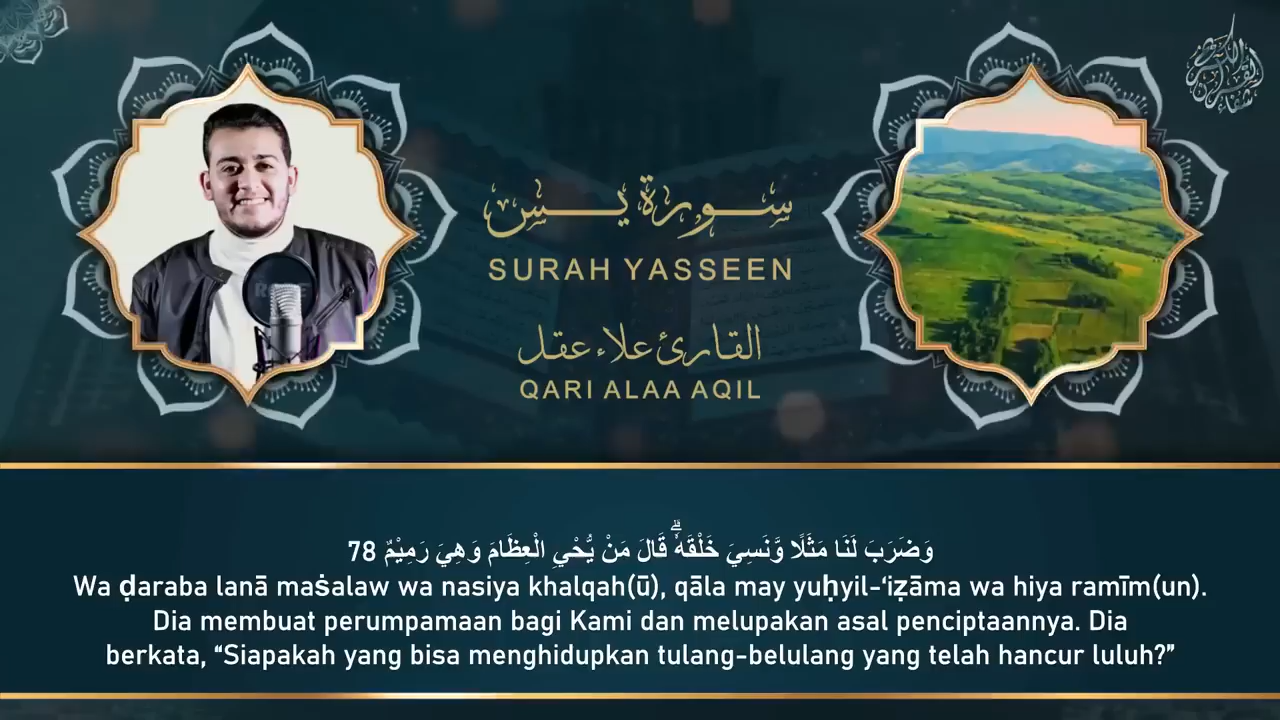 سورة يس
SURAH YASSEEN
القارئ علاء عقل
QARI ALAA AQIL
وَضَرَبَ لَنَا مَثَلًا وَّنَسِيَ خَلْقَهٗۗ قَالَ مَنْ يُّحْيِ الْعِظَامَ وَهِيَ رَمِيْمٌ 78
Wa ḍaraba lanā maṡalaw wa nasiya khalqah(ū), qāla may yuḥyil-‘iẓāma wa hiya ramīm(un).
Dia membuat perumpamaan bagi Kami dan melupakan asal penciptaannya. Dia
berkata, “Siapakah yang bisa menghidupkan tulang-belulang yang telah hancur luluh?”